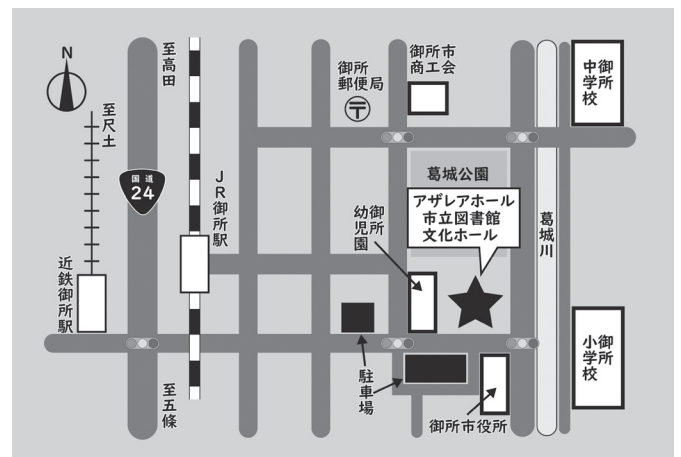 N
至尺土
近鉄御所駅
国道
24
至高田
至五條
JR御所駅
御所
郵便局
〒
御所市
商工会
御所
中学校
葛城公園
アザレアホール
市立図書館
文化ホール
御所
幼児園
葛城川
駐車場
御所市役所
御所
小学校